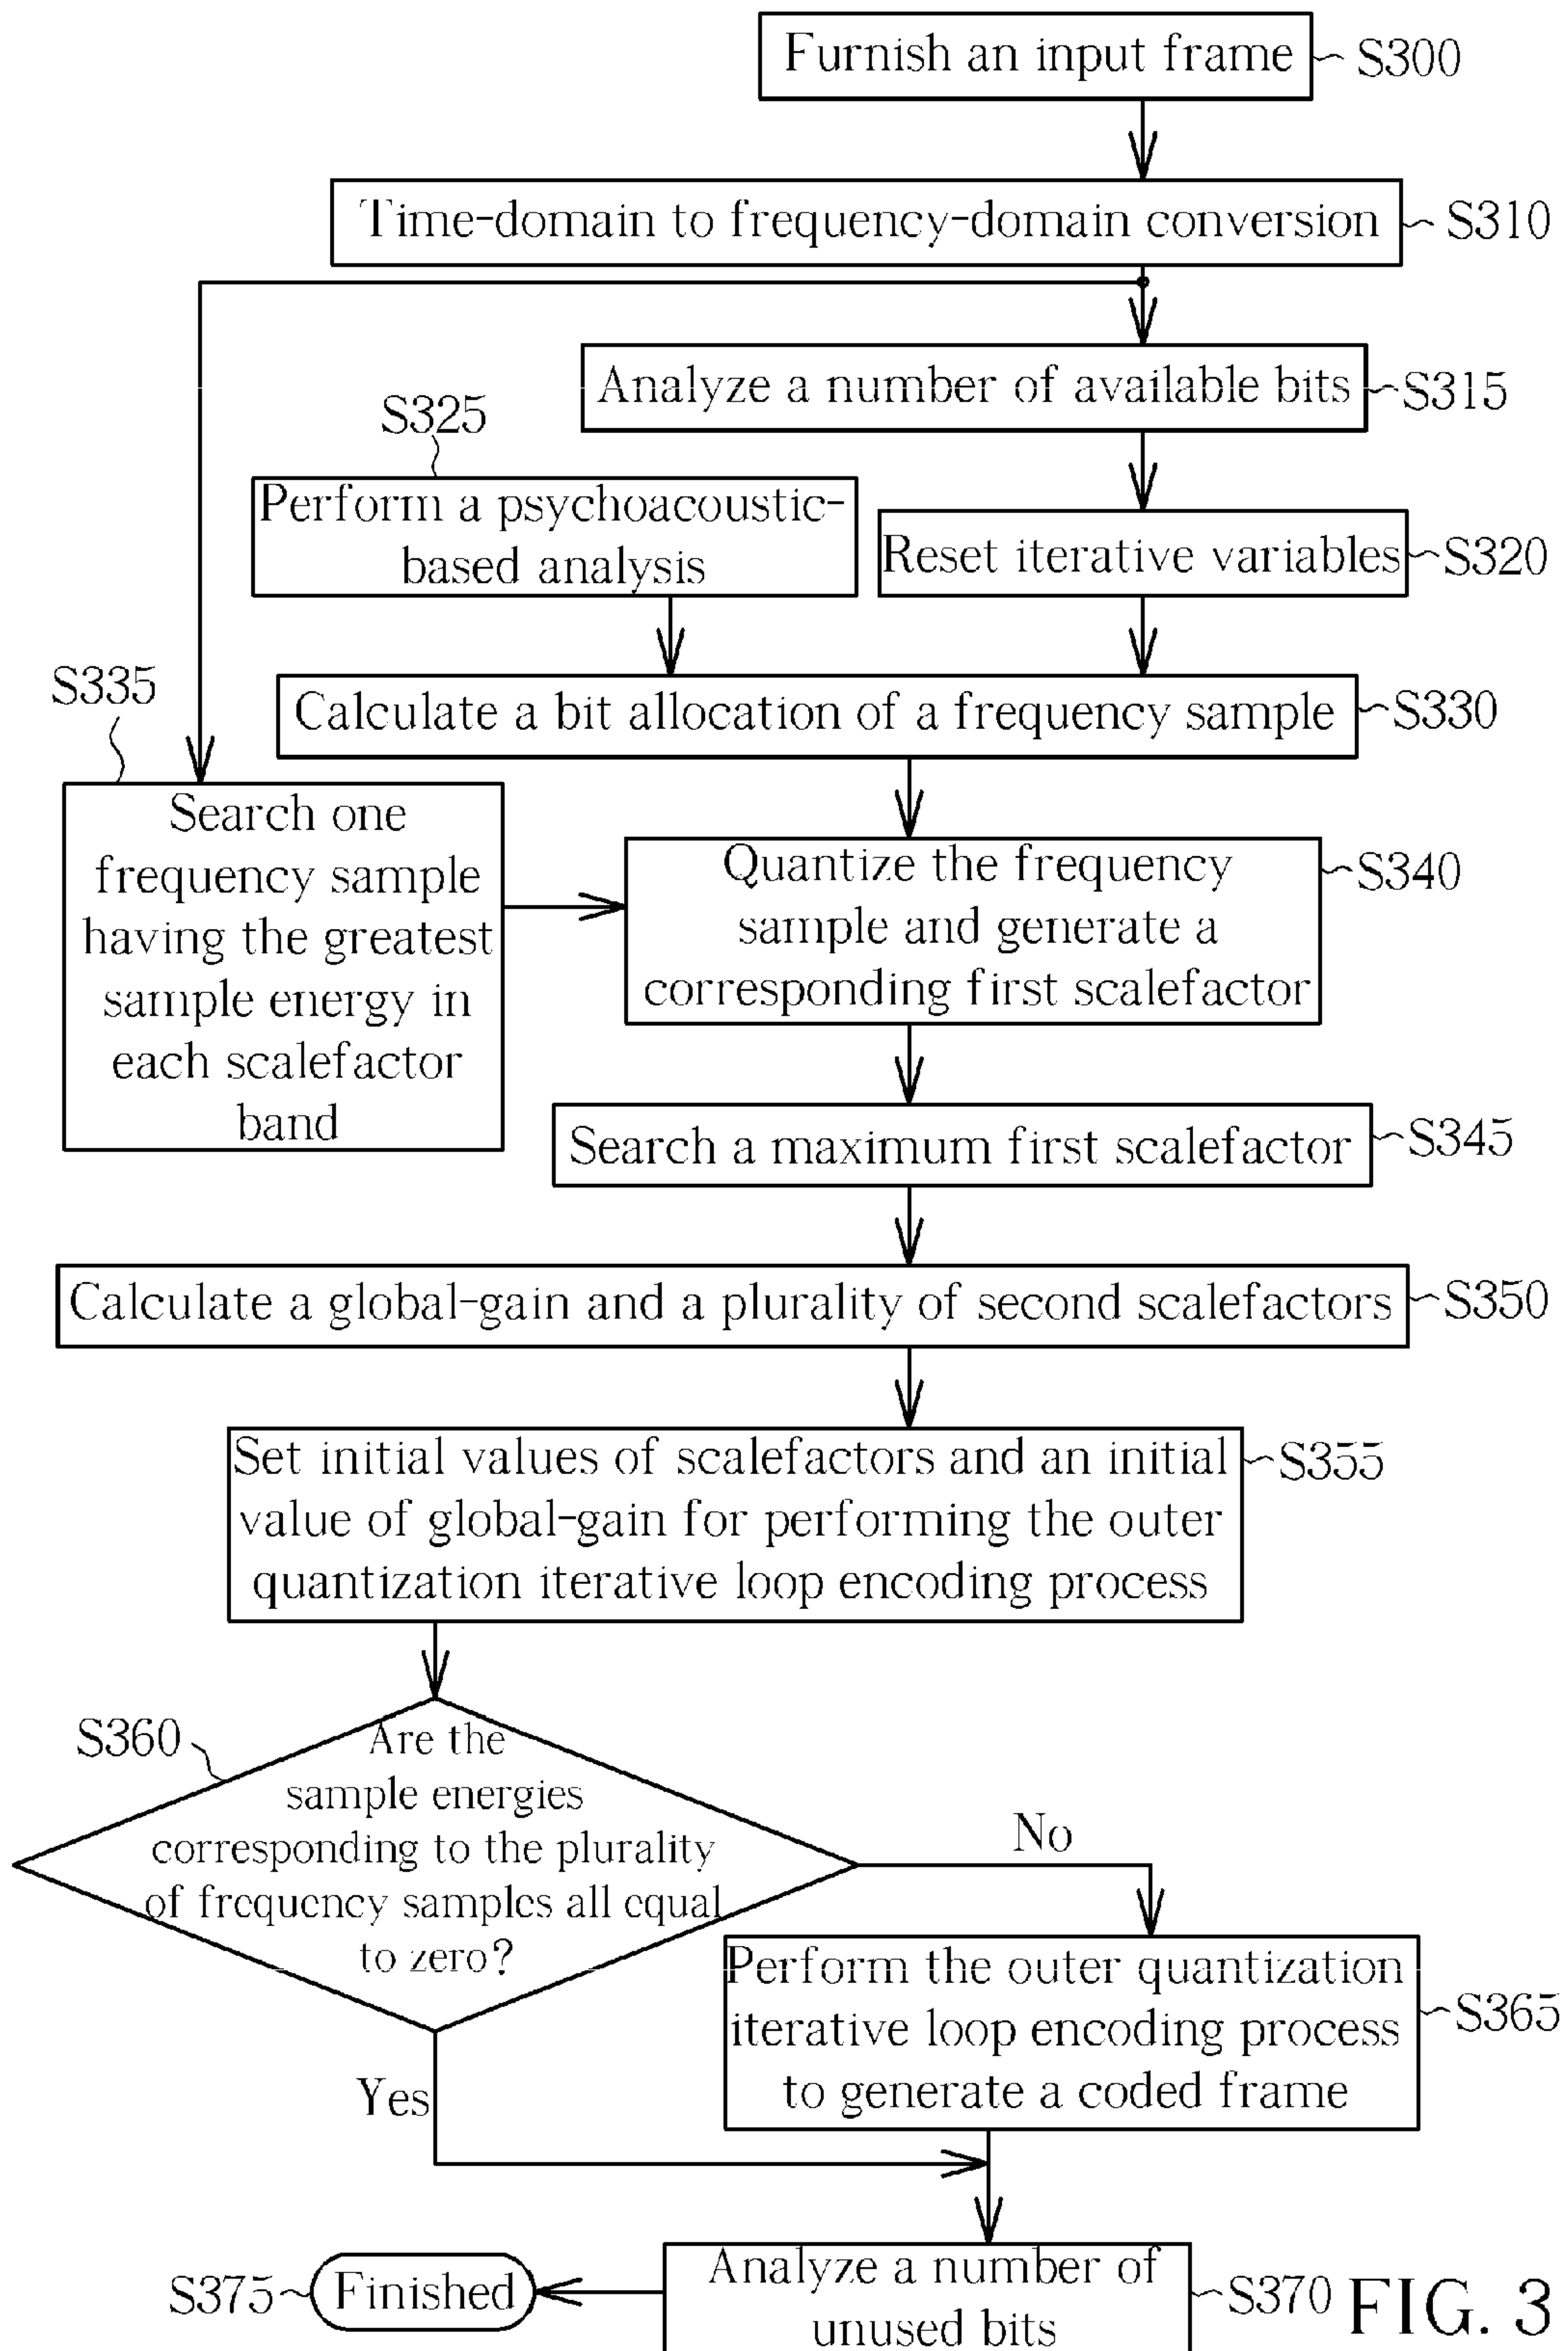 Furnish an input frame
S300
Time-domain to frequency-domain conversion
S310
Analyze a number of available bits
S315
S325
Perform a psychoacoustic-
based analysis
Reset iterative variables
S320
S335
Calculate a bit allocation of a frequency sample
S330
Search one
frequency sample
having the greatest
sample energy in
each scalefactor
band
Quantize the frequency
sample and generate a
corresponding first scalefactor
S340
Search a maximum first scalefactor
S345
Calculate a global-gain and a plurality of second scalefactors
S350
Set initial values of scalefactors and an initial
value of global-gain for performing the outer
quantization iterative loop encoding process
S355
S360
Are the
sample energies
corresponding to the plurality
of frequency samples all equal
to zero?
No
Yes
Perform the outer quantization
iterative loop encoding process
to generate a coded frame
S365
Analyze a number of
unused bits
S370
S375
Finished
FIG. 3